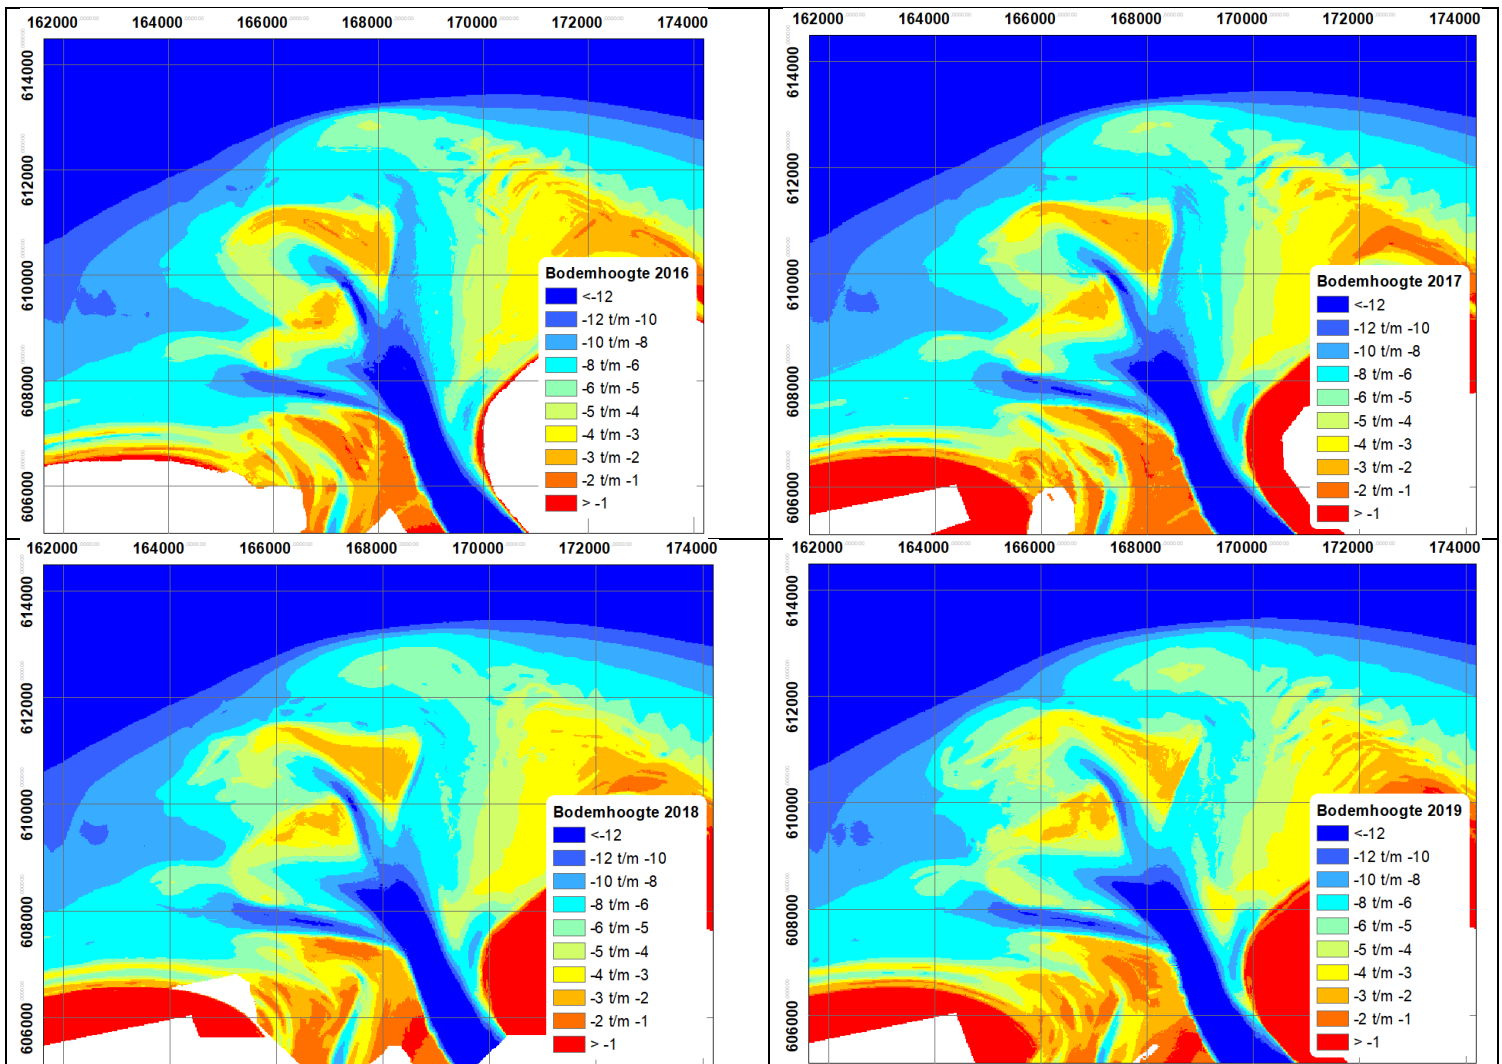 162000 164000 166000 168000 170000 172000 174000
614000
612000
610000
608000
606000
Bodemhoogte 2016
<-12
-12 t/m -10
-10 t/m -8
-8 t/m -6
-6 t/m -5
-5 t/m -4
-4 t/m -3
-3 t/m -2
-2 t/m -1
> -1
162000 164000 166000 168000 170000 172000 174000
614000
612000
610000
608000
606000
Bodemhoogte 2017
<-12
-12 t/m -10
-10 t/m -8
-8 t/m -6
-6 t/m -5
-5 t/m -4
-4 t/m -3
-3 t/m -2
-2 t/m -1
> -1
162000 164000 166000 168000 170000 172000 174000
614000
612000
610000
608000
606000
Bodemhoogte 2018
<-12
-12 t/m -10
-10 t/m -8
-8 t/m -6
-6 t/m -5
-5 t/m -4
-4 t/m -3
-3 t/m -2
-2 t/m -1
> -1
162000 164000 166000 168000 170000 172000 174000
614000
612000
610000
608000
606000
Bodemhoogte 2019
<-12
-12 t/m -10
-10 t/m -8
-8 t/m -6
-6 t/m -5
-5 t/m -4
-4 t/m -3
-3 t/m -2
-2 t/m -1
> -1